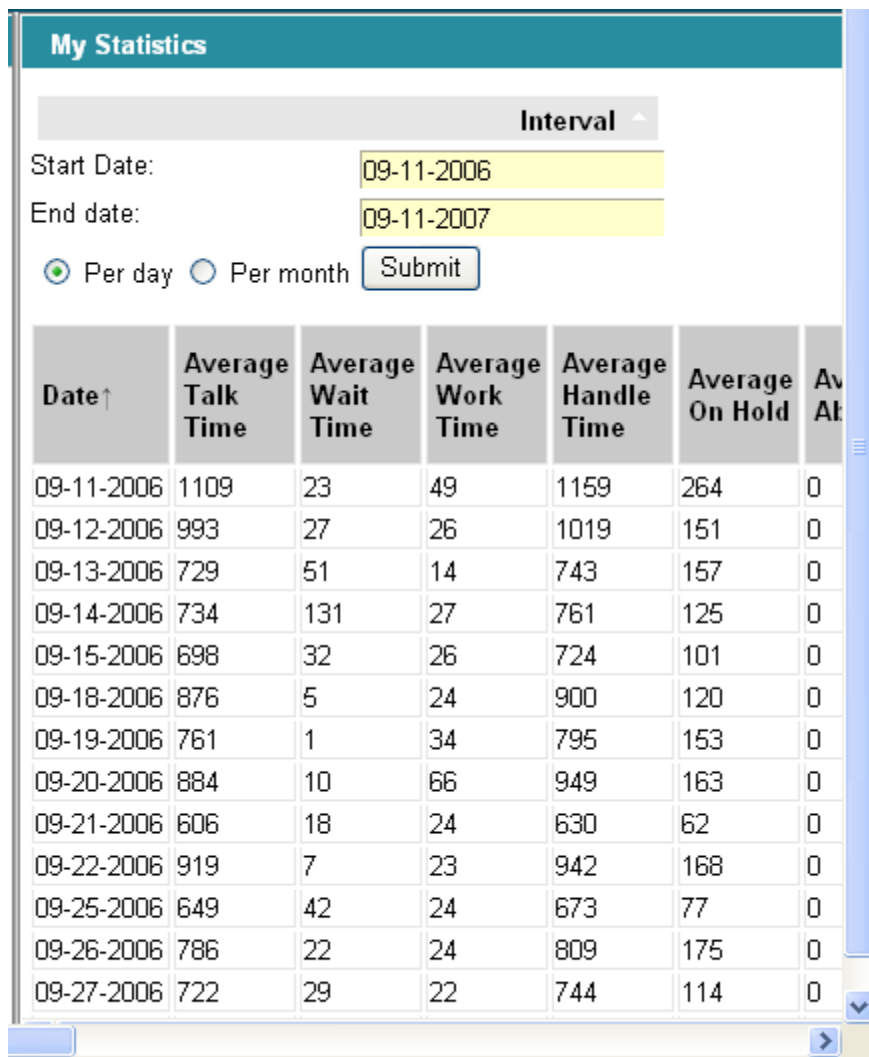 My Statistics
Interval
Start Date: 09-11-2006
End date: 09-11-2007
Per day Per month Submit
Date↑ Average Talk Time Average Wait Time Average Work Time Average Handle Time Average On Hold Av Ab
09-11-2006 1109 23 49 1159 264 0
09-12-2006 993 27 26 1019 151 0
09-13-2006 729 51 14 743 157 0
09-14-2006 734 131 27 761 125 0
09-15-2006 698 32 26 724 101 0
09-18-2006 876 5 24 900 120 0
09-19-2006 761 1 34 795 153 0
09-20-2006 884 10 66 949 163 0
09-21-2006 606 18 24 630 62 0
09-22-2006 919 7 23 942 168 0
09-25-2006 649 42 24 673 77 0
09-26-2006 786 22 24 809 175 0
09-27-2006 722 29 22 744 114 0